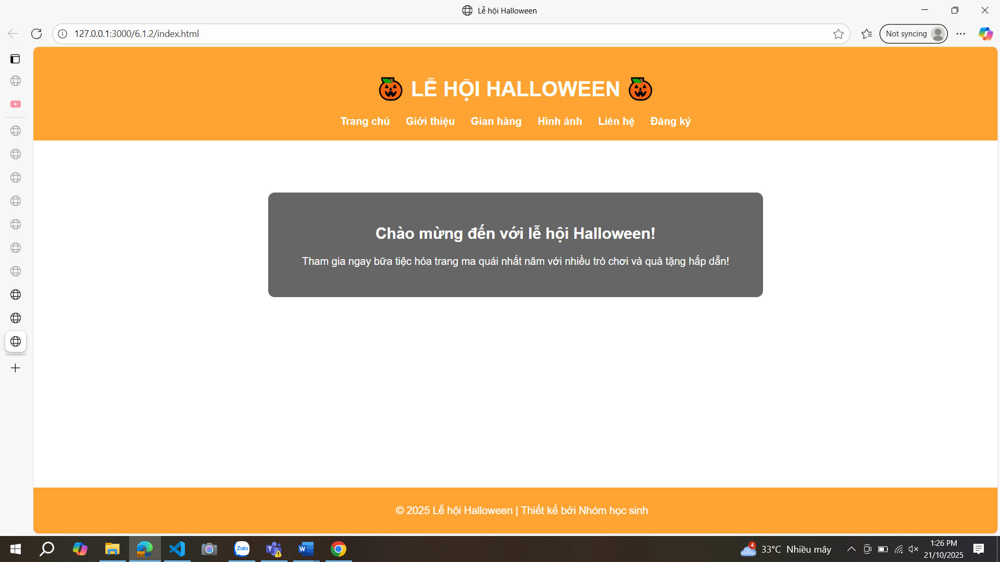 Lễ hội Halloween
127.0.0.1:3000/6.1.2/index.html
Not syncing
LỄ HỘI HALLOWEEN
Trang chủ Giới thiệu Gian hàng Hình ảnh Liên hệ Đăng ký
Chào mừng đến với lễ hội Halloween!
Tham gia ngay bữa tiệc hóa trang ma quái nhất năm với nhiều trò chơi và quà tặng hấp dẫn!
© 2025 Lễ hội Halloween | Thiết kế bởi Nhóm học sinh
Zalo
T
W
4
33°C Nhiều mây
1:26 PM
21/10/2025